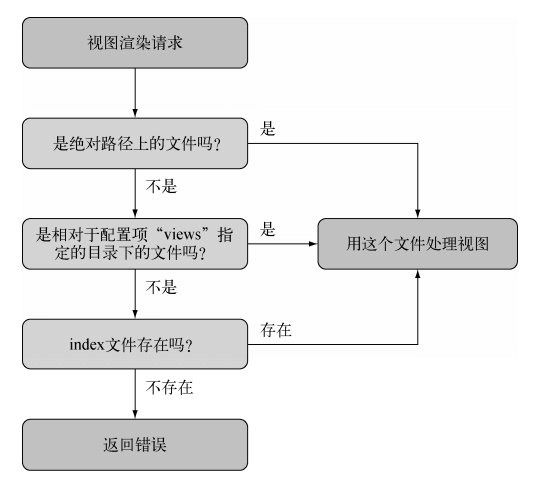 视图渲染请求
是绝对路径上的文件吗？
是
不是
是相对于配置项“views”指
定的目录下的文件吗？
是
用这个文件处理视图
不是
index文件存在吗？
存在
不存在
返回错误